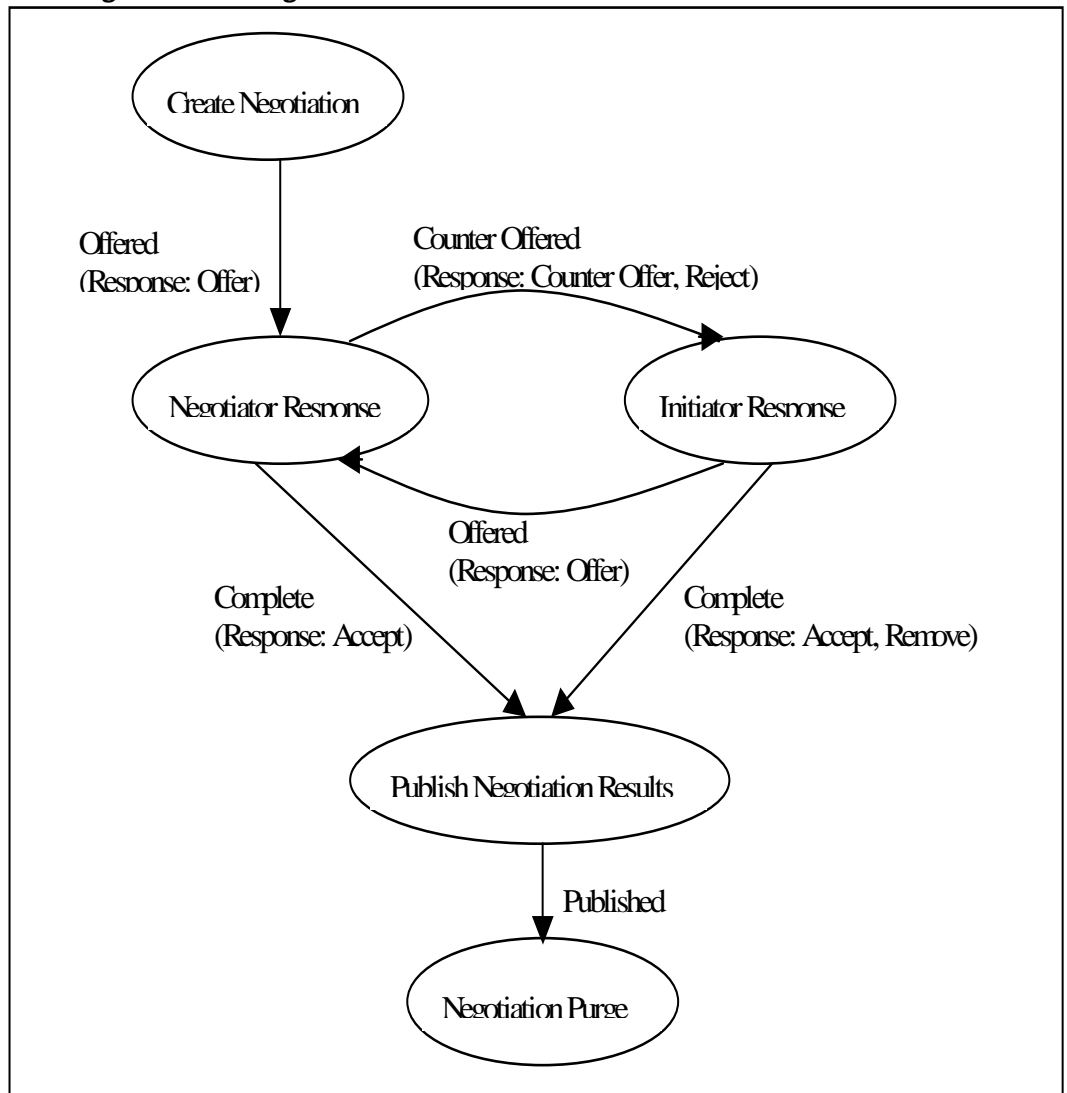 Create Negotiation
Offered
(Response: Offer)
Counter Offered
(Response: Counter Offer, Reject)
Negotiator Response
Initiator Response
Offered
(Response: Offer)
Complete
(Response: Accept)
Complete
(Response: Accept, Remove)
Publish Negotiation Results
Published
Negotiation Purge